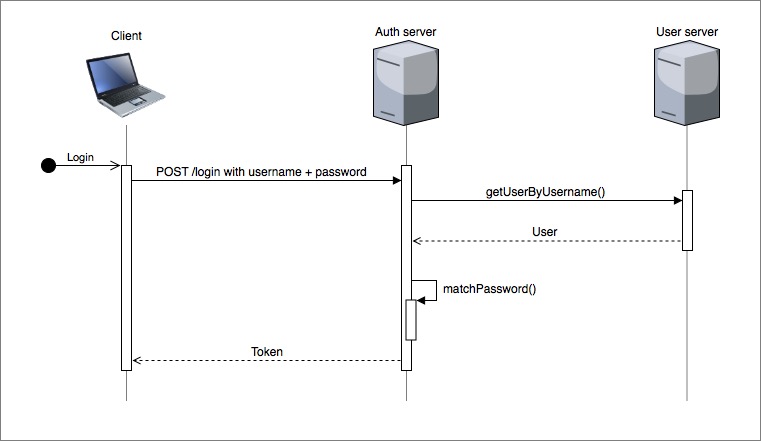 Client
Auth server
User server
Login
POST /login with username + password
getUserByUsername()
User
matchPassword()
Token